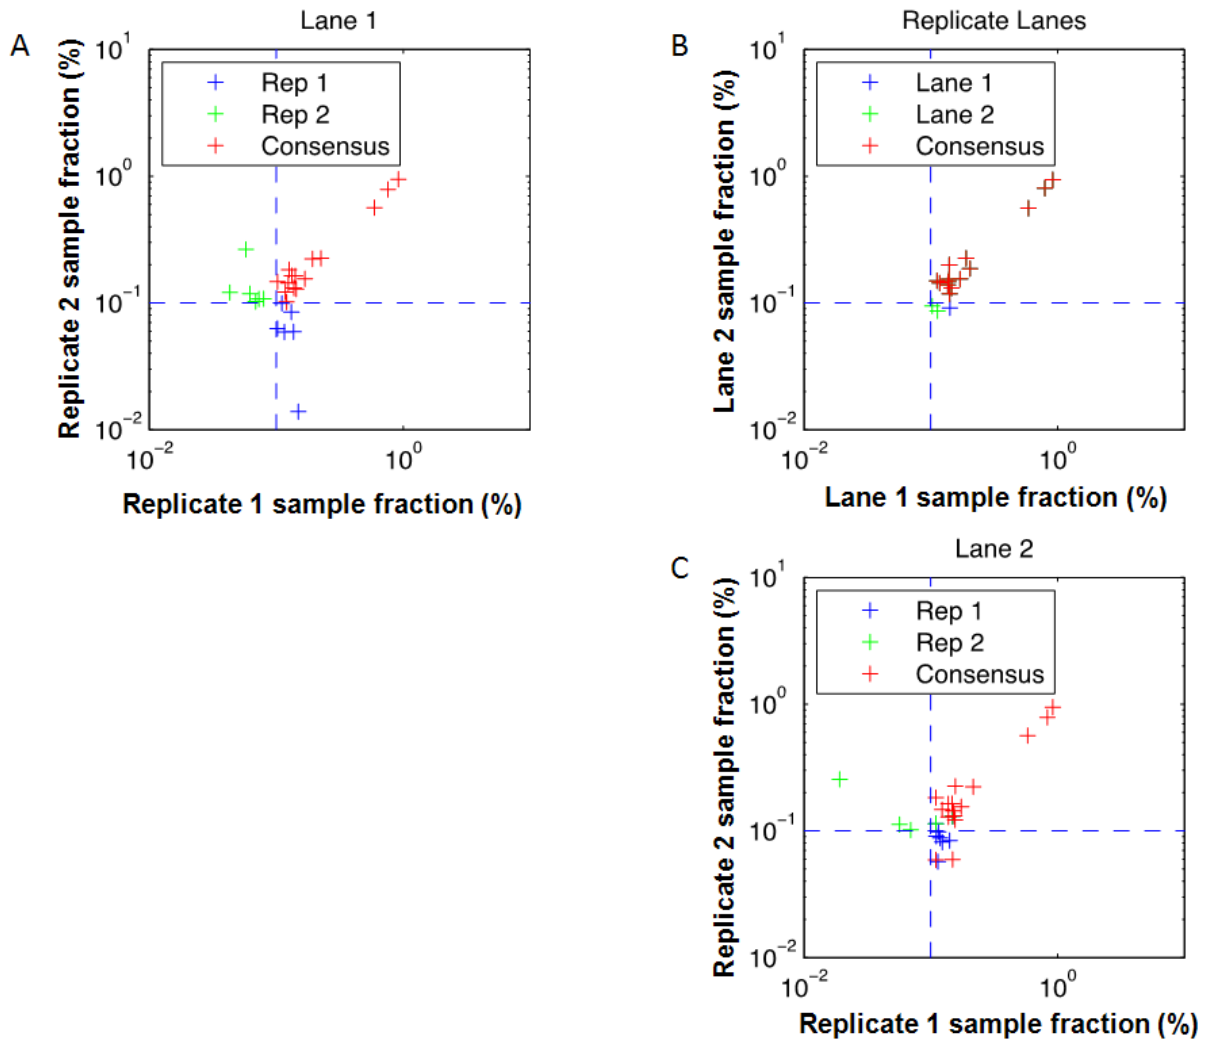 A
Lane 1
Replicate 2 sample fraction (%)
10^1
10^0
10^-1
10^-2
Rep 1
Rep 2
Consensus
10^-2
10^0
Replicate 1 sample fraction (%)
B
Replicate Lanes
Lane 2 sample fraction (%)
10^1
10^0
10^-1
10^-2
Lane 1
Lane 2
Consensus
10^-2
10^0
Lane 1 sample fraction (%)
C
Lane 2
Replicate 2 sample fraction (%)
10^1
10^0
10^-1
10^-2
Rep 1
Rep 2
Consensus
10^-2
10^0
Replicate 1 sample fraction (%)